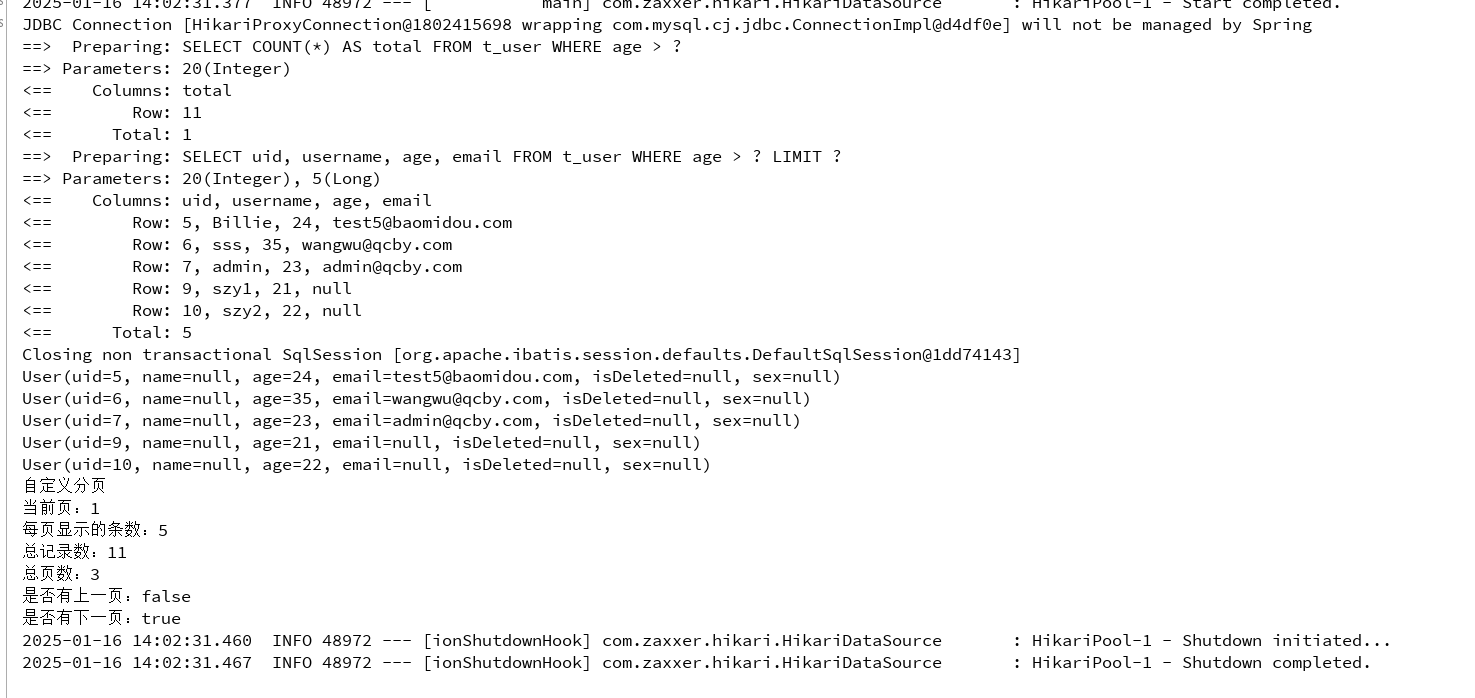 2025-01-16 14:02:31.377  INFO 48972 --- [           main] com.zaxxer.hikari.HikariDataSource       : HikariPool-1 - Start completed.
JDBC Connection [HikariProxyConnection@1802415698 wrapping com.mysql.cj.jdbc.ConnectionImpl@d4df0e] will not be managed by Spring
==>  Preparing: SELECT COUNT(*) AS total FROM t_user WHERE age > ?
==> Parameters: 20(Integer)
<==    Columns: total
<==        Row: 11
<==      Total: 1
==>  Preparing: SELECT uid, username, age, email FROM t_user WHERE age > ? LIMIT ?
==> Parameters: 20(Integer), 5(Long)
<==    Columns: uid, username, age, email
<==        Row: 5, Billie, 24, test5@baomidou.com
<==        Row: 6, sss, 35, wangwu@qcby.com
<==        Row: 7, admin, 23, admin@qcby.com
<==        Row: 9, szy1, 21, null
<==        Row: 10, szy2, 22, null
<==      Total: 5
Closing non transactional SqlSession [org.apache.ibatis.session.defaults.DefaultSqlSession@1dd74143]
User(uid=5, name=null, age=24, email=test5@baomidou.com, isDeleted=null, sex=null)
User(uid=6, name=null, age=35, email=wangwu@qcby.com, isDeleted=null, sex=null)
User(uid=7, name=null, age=23, email=admin@qcby.com, isDeleted=null, sex=null)
User(uid=9, name=null, age=21, email=null, isDeleted=null, sex=null)
User(uid=10, name=null, age=22, email=null, isDeleted=null, sex=null)
自定义分页
当前页：1
每页显示的条数：5
总记录数：11
总页数：3
是否有上一页：false
是否有下一页：true
2025-01-16 14:02:31.460  INFO 48972 --- [ionShutdownHook] com.zaxxer.hikari.HikariDataSource       : HikariPool-1 - Shutdown initiated...
2025-01-16 14:02:31.467  INFO 48972 --- [ionShutdownHook] com.zaxxer.hikari.HikariDataSource       : HikariPool-1 - Shutdown completed.